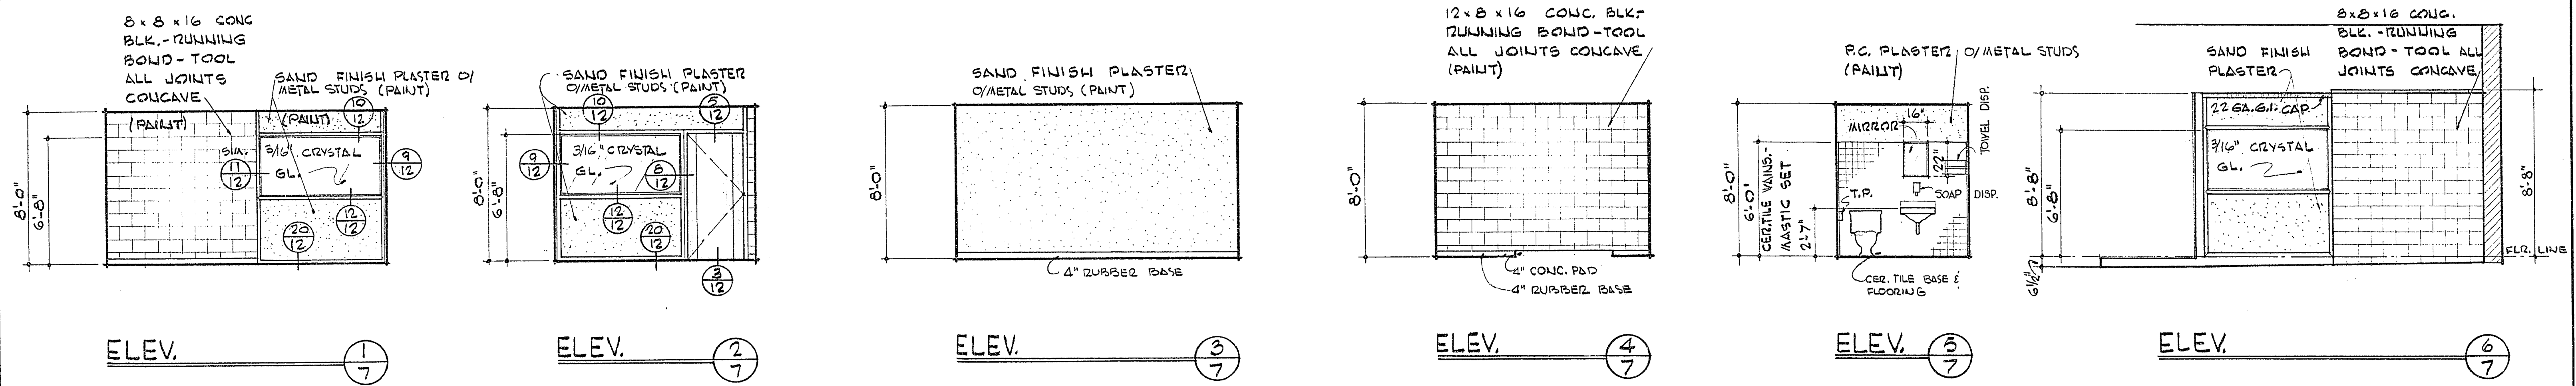 8 x 8 x 16 CONC
BLK.-RUNNING
BOND-TOOL
ALL JOINTS
CONCAVE
(PAINT)
SAND FINISH PLASTER O/
METAL STUDS (PAINT)
10
12
(PAINT)
SIM.
11
12
3/16" CRYSTAL
GL.
9
12
12
12
20
12
8'-0"
6'-8"
ELEV.
1
7
SAND FINISH PLASTER
O/METAL STUDS (PAINT)
10
12
5
12
9
12
3/16" CRYSTAL
GL.
8
12
12
12
20
12
3
12
8'-0"
6'-8"
ELEV.
2
7
SAND FINISH PLASTER
O/METAL STUDS (PAINT)
8'-0"
4" RUBBER BASE
ELEV.
3
7
12 x 8 x 16 CONC. BLK.-
RUNNING BOND-TOOL
ALL JOINTS CONCAVE
(PAINT)
8'-0"
4" CONC. PAD
4" RUBBER BASE
ELEV.
4
7
P.C. PLASTER O/METAL STUDS
(PAINT)
16"
MIRROR
TOWEL DISP.
22"
T.P.
SOAP DISP.
8'-0"
6'-0"
CER. TILE WAINS.-
MASTIC SET
2'-7"
CER. TILE BASE &
FLOORING
ELEV.
5
7
SAND FINISH
PLASTER
8x8x16 CONC.
BLK.-RUNNING
BOND-TOOL ALL
JOINTS CONCAVE
22 GA. G.I. CAP
3/16" CRYSTAL
GL.
8'-8"
6'-8"
6 1/2"
8'-8"
FLR. LINE
ELEV.
6
7